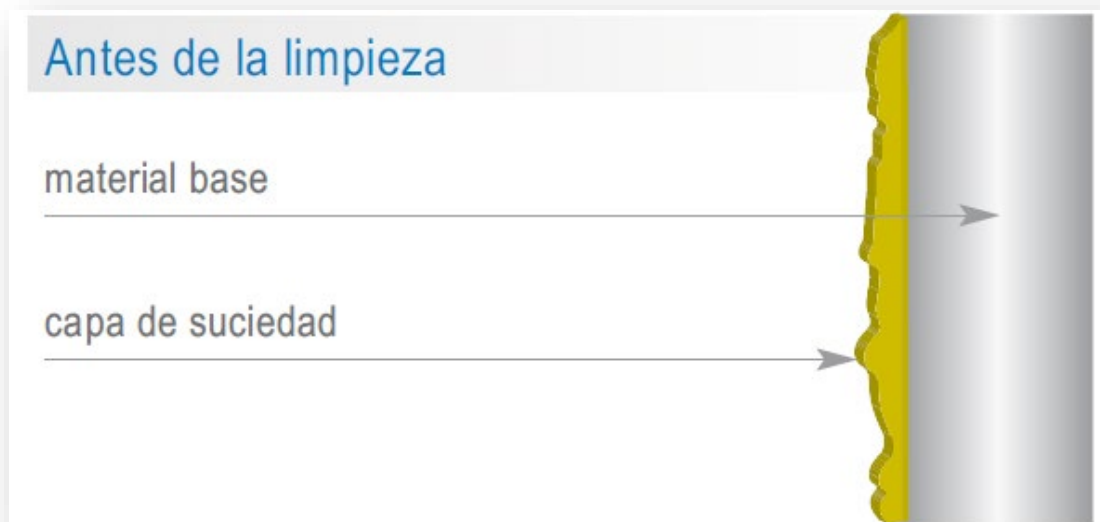 Antes de la limpieza
material base
capa de suciedad